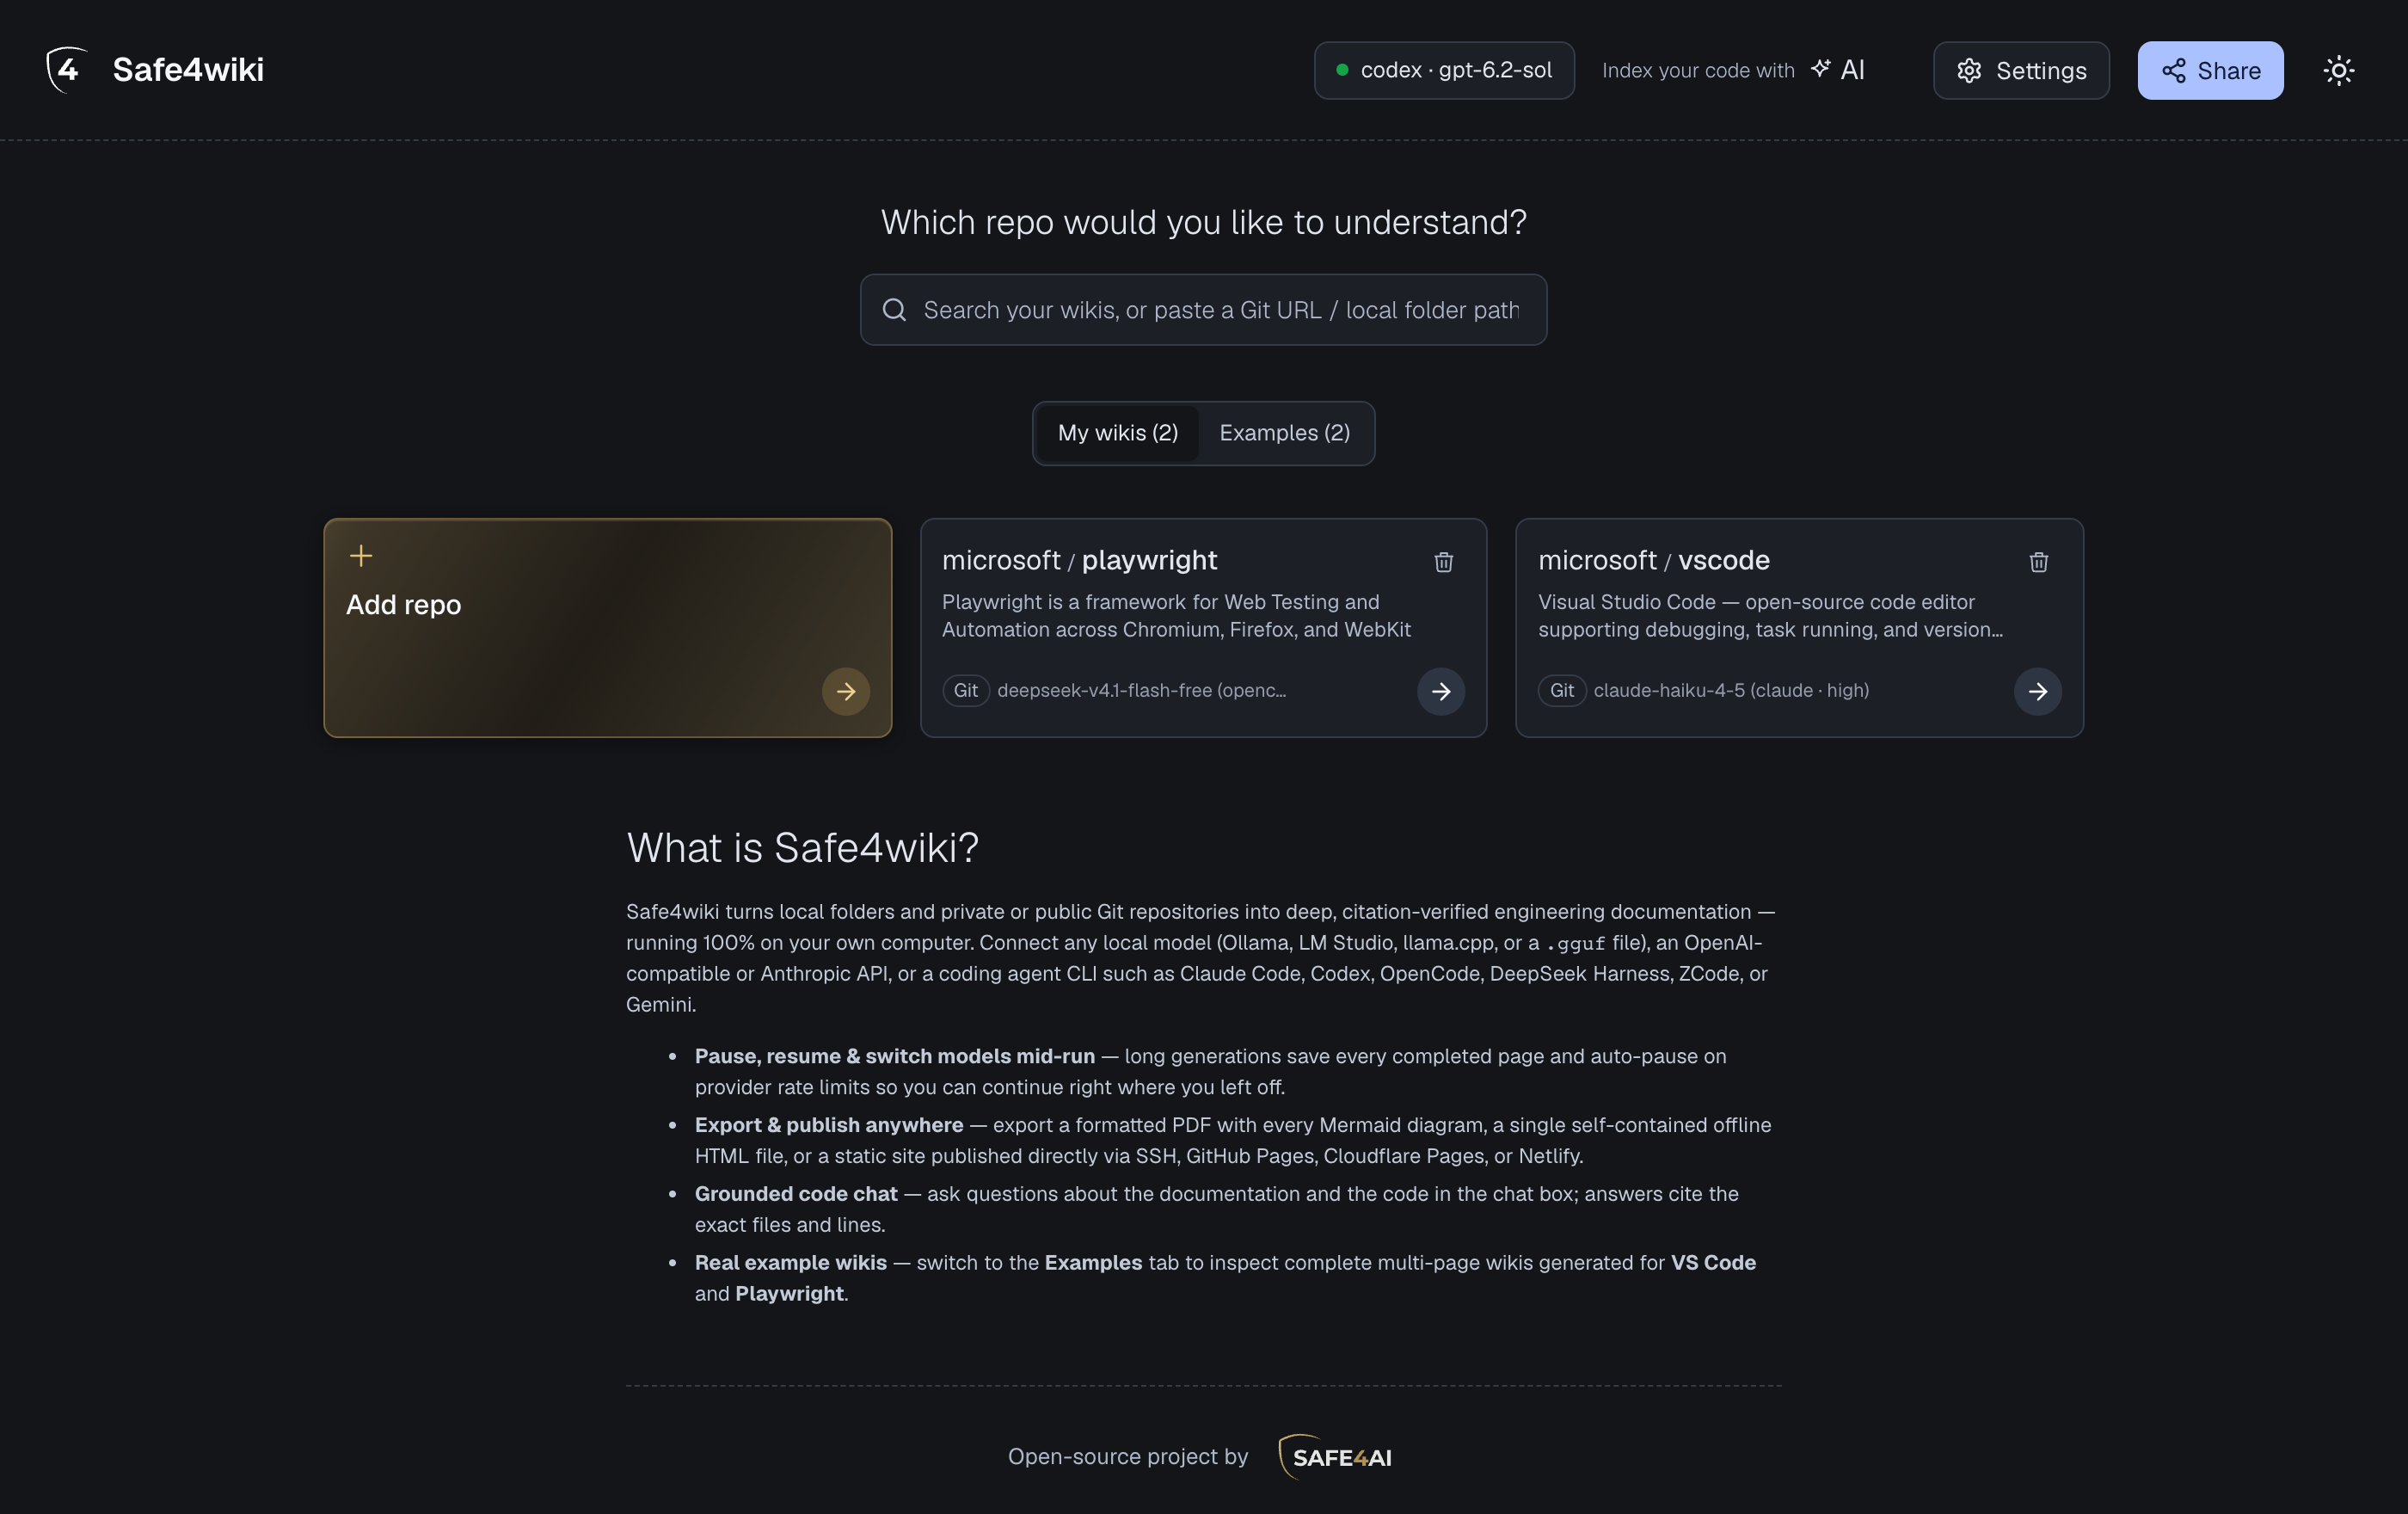 4 Safe4wiki
codex · gpt-6.2-sol
Index your code with AI
Settings
Share
Which repo would you like to understand?
Search your wikis, or paste a Git URL / local folder path
My wikis (2)
Examples (2)
Add repo
microsoft / playwright
Playwright is a framework for Web Testing and
Automation across Chromium, Firefox, and WebKit
Git deepseek-v4.1-flash-free (openc...
microsoft / vscode
Visual Studio Code — open-source code editor
supporting debugging, task running, and version...
Git claude-haiku-4-5 (claude · high)
What is Safe4wiki?
Safe4wiki turns local folders and private or public Git repositories into deep, citation-verified engineering documentation —
running 100% on your own computer. Connect any local model (Ollama, LM Studio, llama.cpp, or a .gguf file), an OpenAI-
compatible or Anthropic API, or a coding agent CLI such as Claude Code, Codex, OpenCode, DeepSeek Harness, ZCode, or
Gemini.
• Pause, resume & switch models mid-run — long generations save every completed page and auto-pause on
provider rate limits so you can continue right where you left off.
• Export & publish anywhere — export a formatted PDF with every Mermaid diagram, a single self-contained offline
HTML file, or a static site published directly via SSH, GitHub Pages, Cloudflare Pages, or Netlify.
• Grounded code chat — ask questions about the documentation and the code in the chat box; answers cite the
exact files and lines.
• Real example wikis — switch to the Examples tab to inspect complete multi-page wikis generated for VS Code
and Playwright.
Open-source project by SAFE4AI